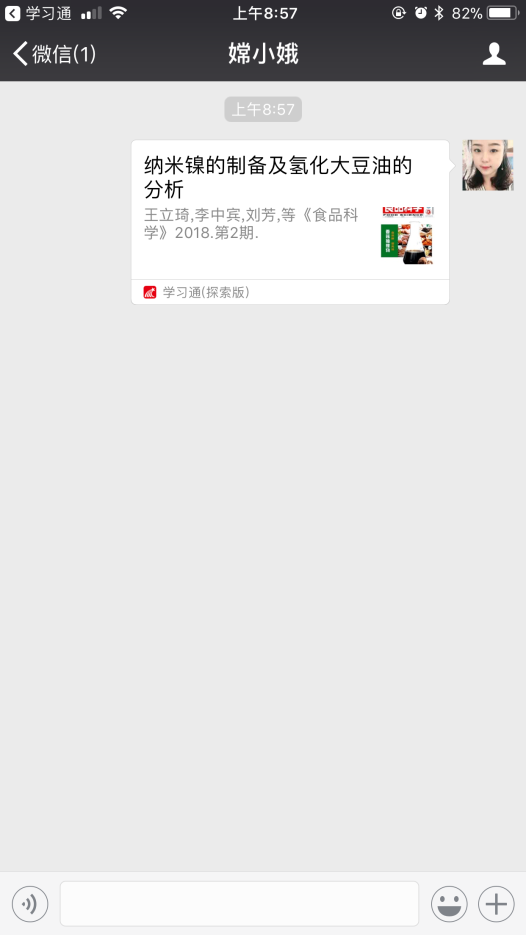 学习通
上午8:57
82%
微信(1)
嫦小娥
上午8:57
纳米镍的制备及氢化大豆油的
分析
王立琦,李中宾,刘芳,等《食品科
学》2018.第2期.
学习通(探索版)